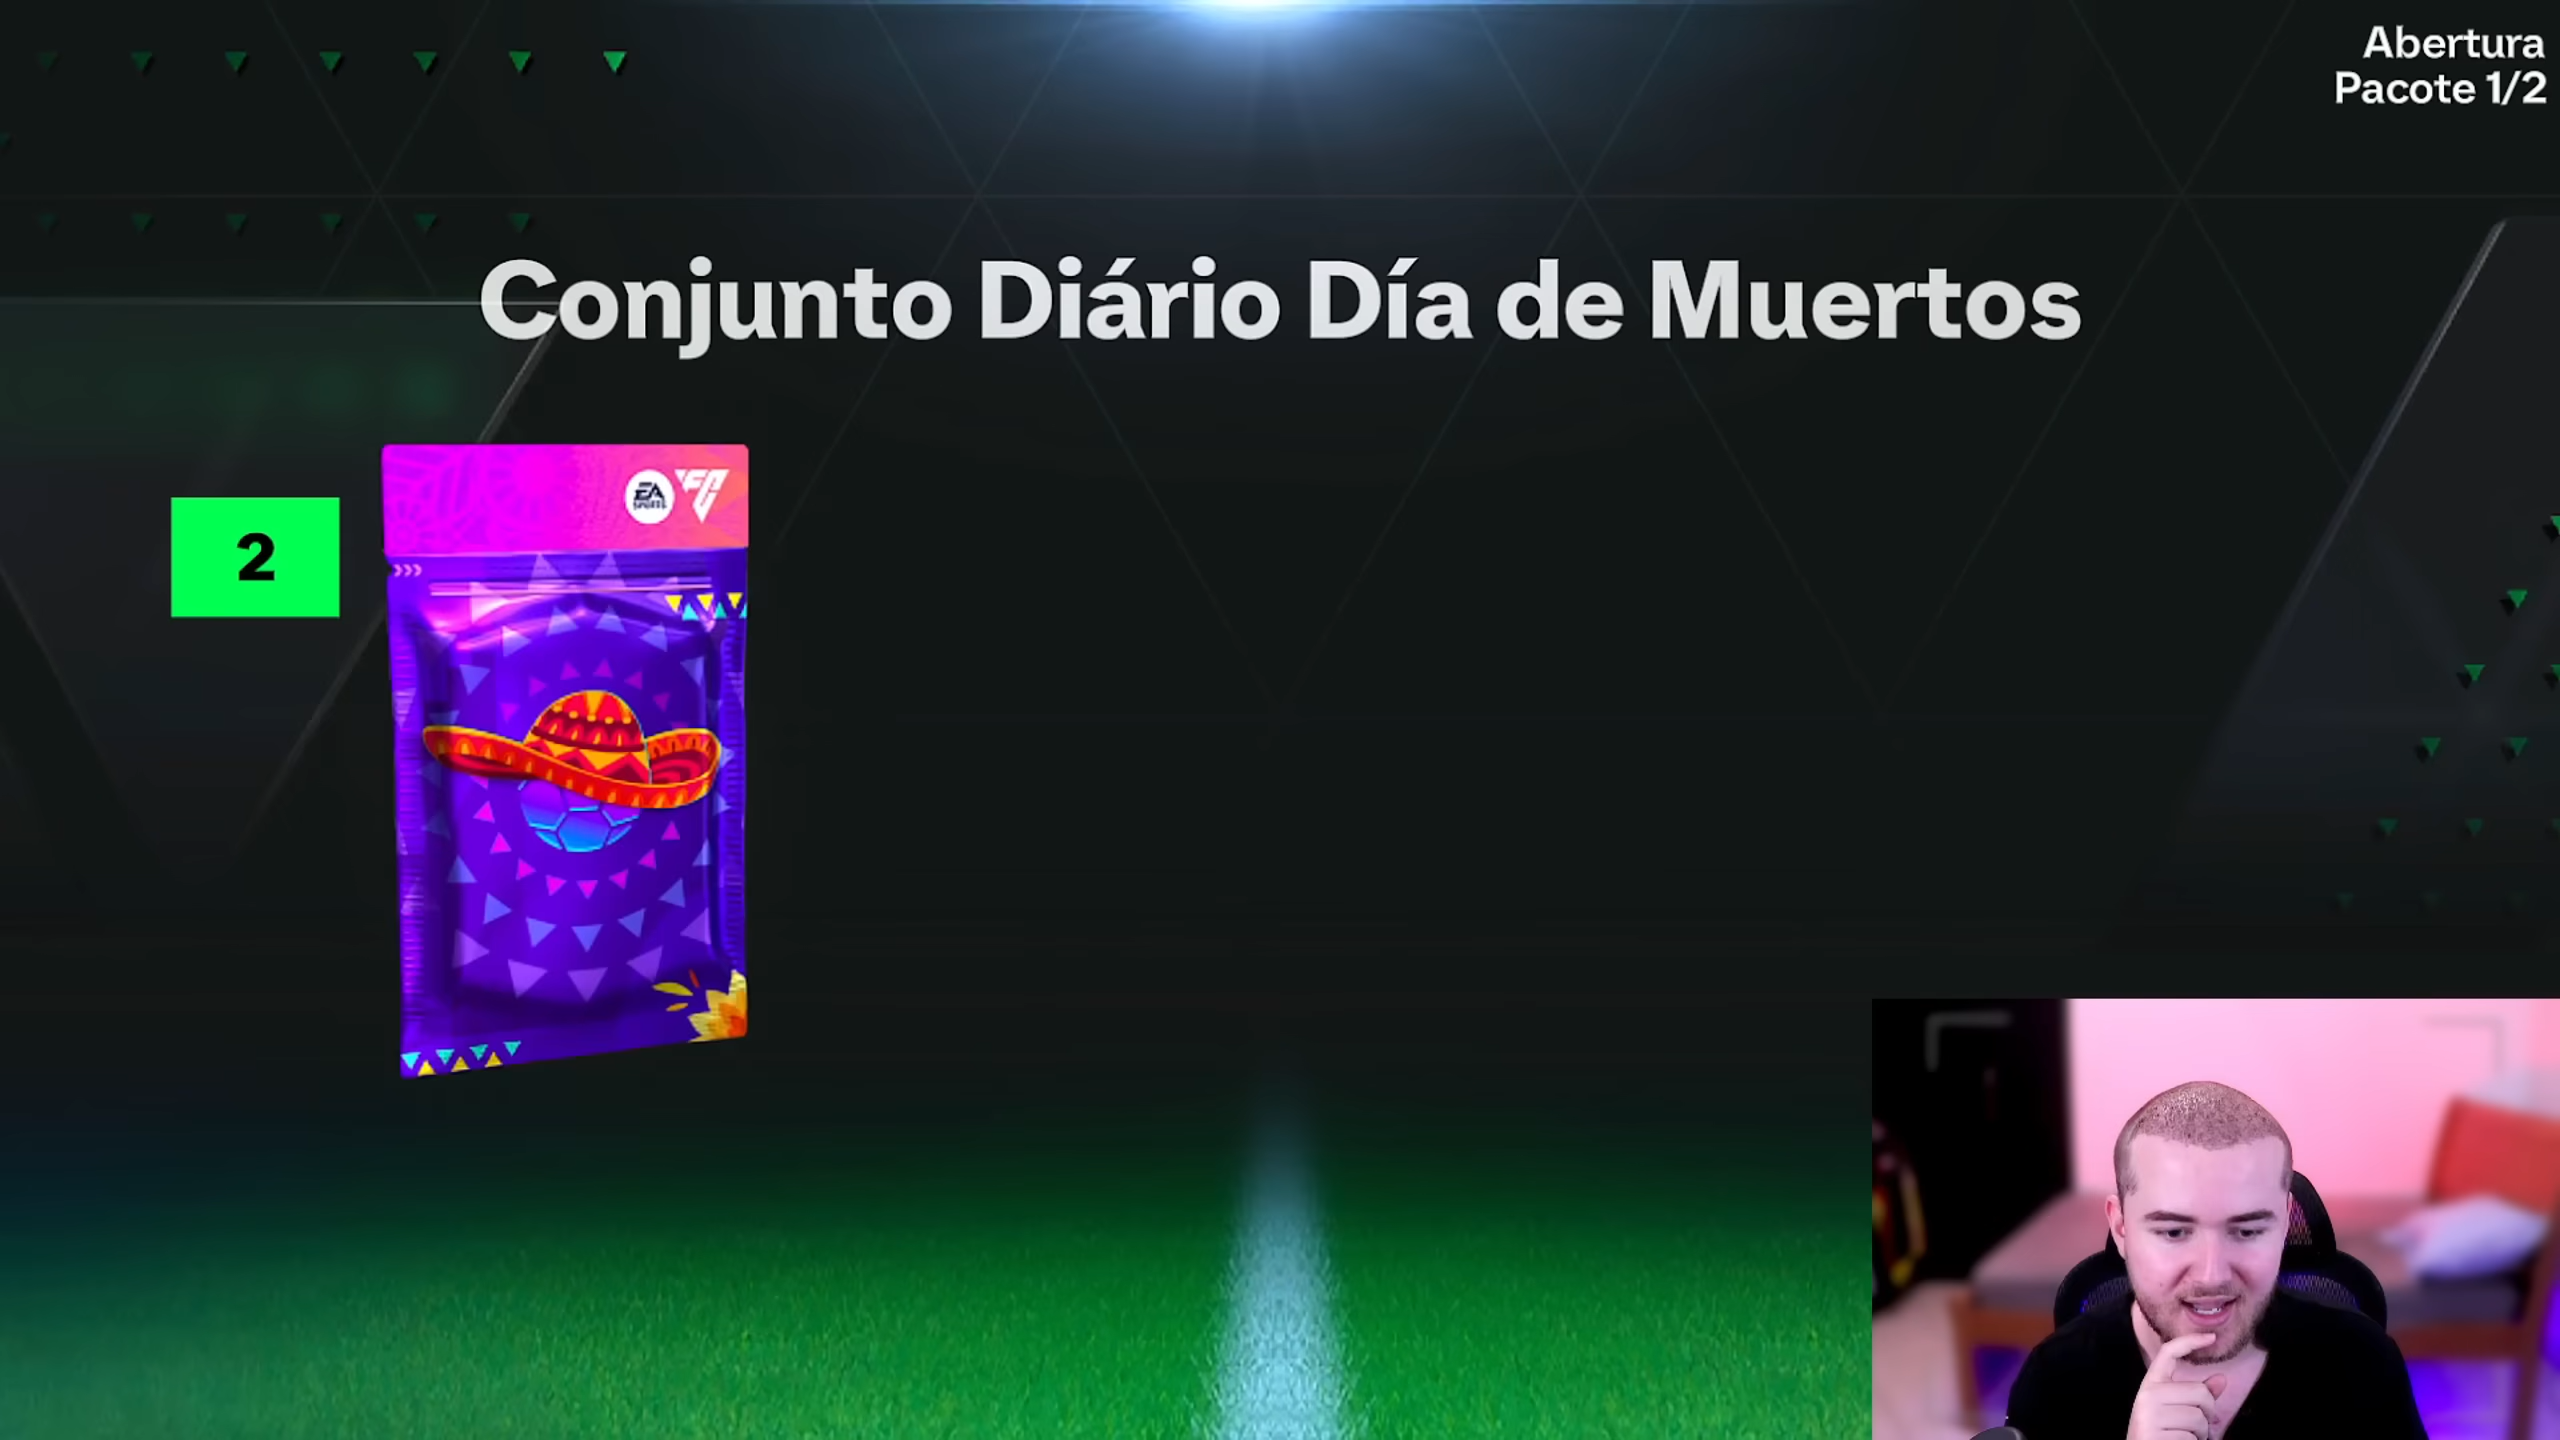 Abertura
Pacote 1/2
Conjunto Diário Día de Muertos
EA
SPORTS
FC
2